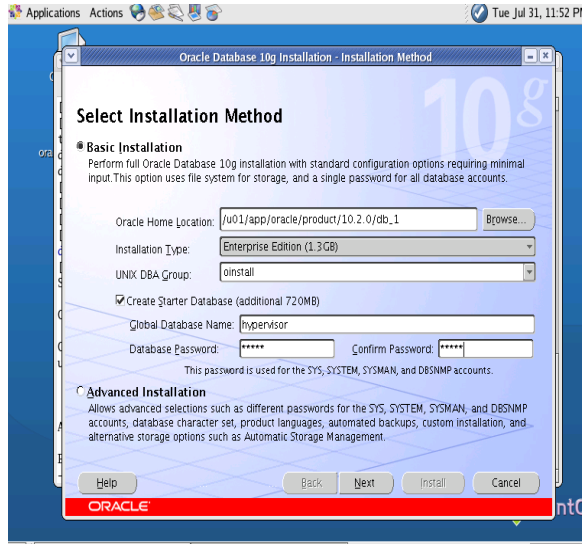 Applications Actions
Tue Jul 31, 11:52 PM
Oracle Database 10g Installation - Installation Method
10g
Select Installation Method
Basic Installation
Perform full Oracle Database 10g installation with standard configuration options requiring minimal
input.This option uses file system for storage, and a single password for all database accounts.
Oracle Home Location: /u01/app/oracle/product/10.2.0/db_1 Browse...
Installation Type: Enterprise Edition (1.3GB)
UNIX DBA Group: oinstall
Create Starter Database (additional 720MB)
Global Database Name: hypervisor
Database Password: ***** Confirm Password: *****
This password is used for the SYS, SYSTEM, SYSMAN, and DBSNMP accounts.
Advanced Installation
Allows advanced selections such as different passwords for the SYS, SYSTEM, SYSMAN, and DBSNMP
accounts, database character set, product languages, automated backups, custom installation, and
alternative storage options such as Automatic Storage Management.
Help Back Next Install Cancel
ORACLE